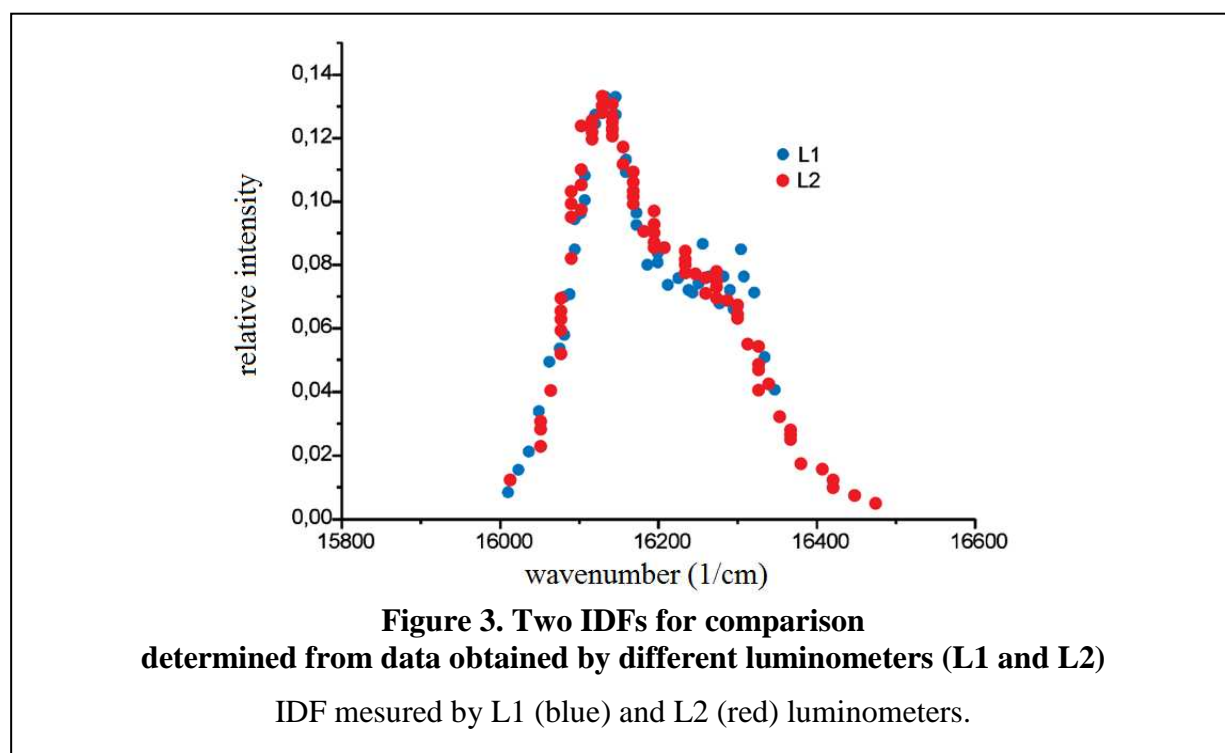 0,14
0,12
0,10
0,08
0,06
0,04
0,02
0,00
relative intensity
L1
L2
15800 16000 16200 16400 16600
wavenumber (1/cm)
Figure 3. Two IDFs for comparison
determined from data obtained by different luminometers (L1 and L2)
IDF mesured by L1 (blue) and L2 (red) luminometers.